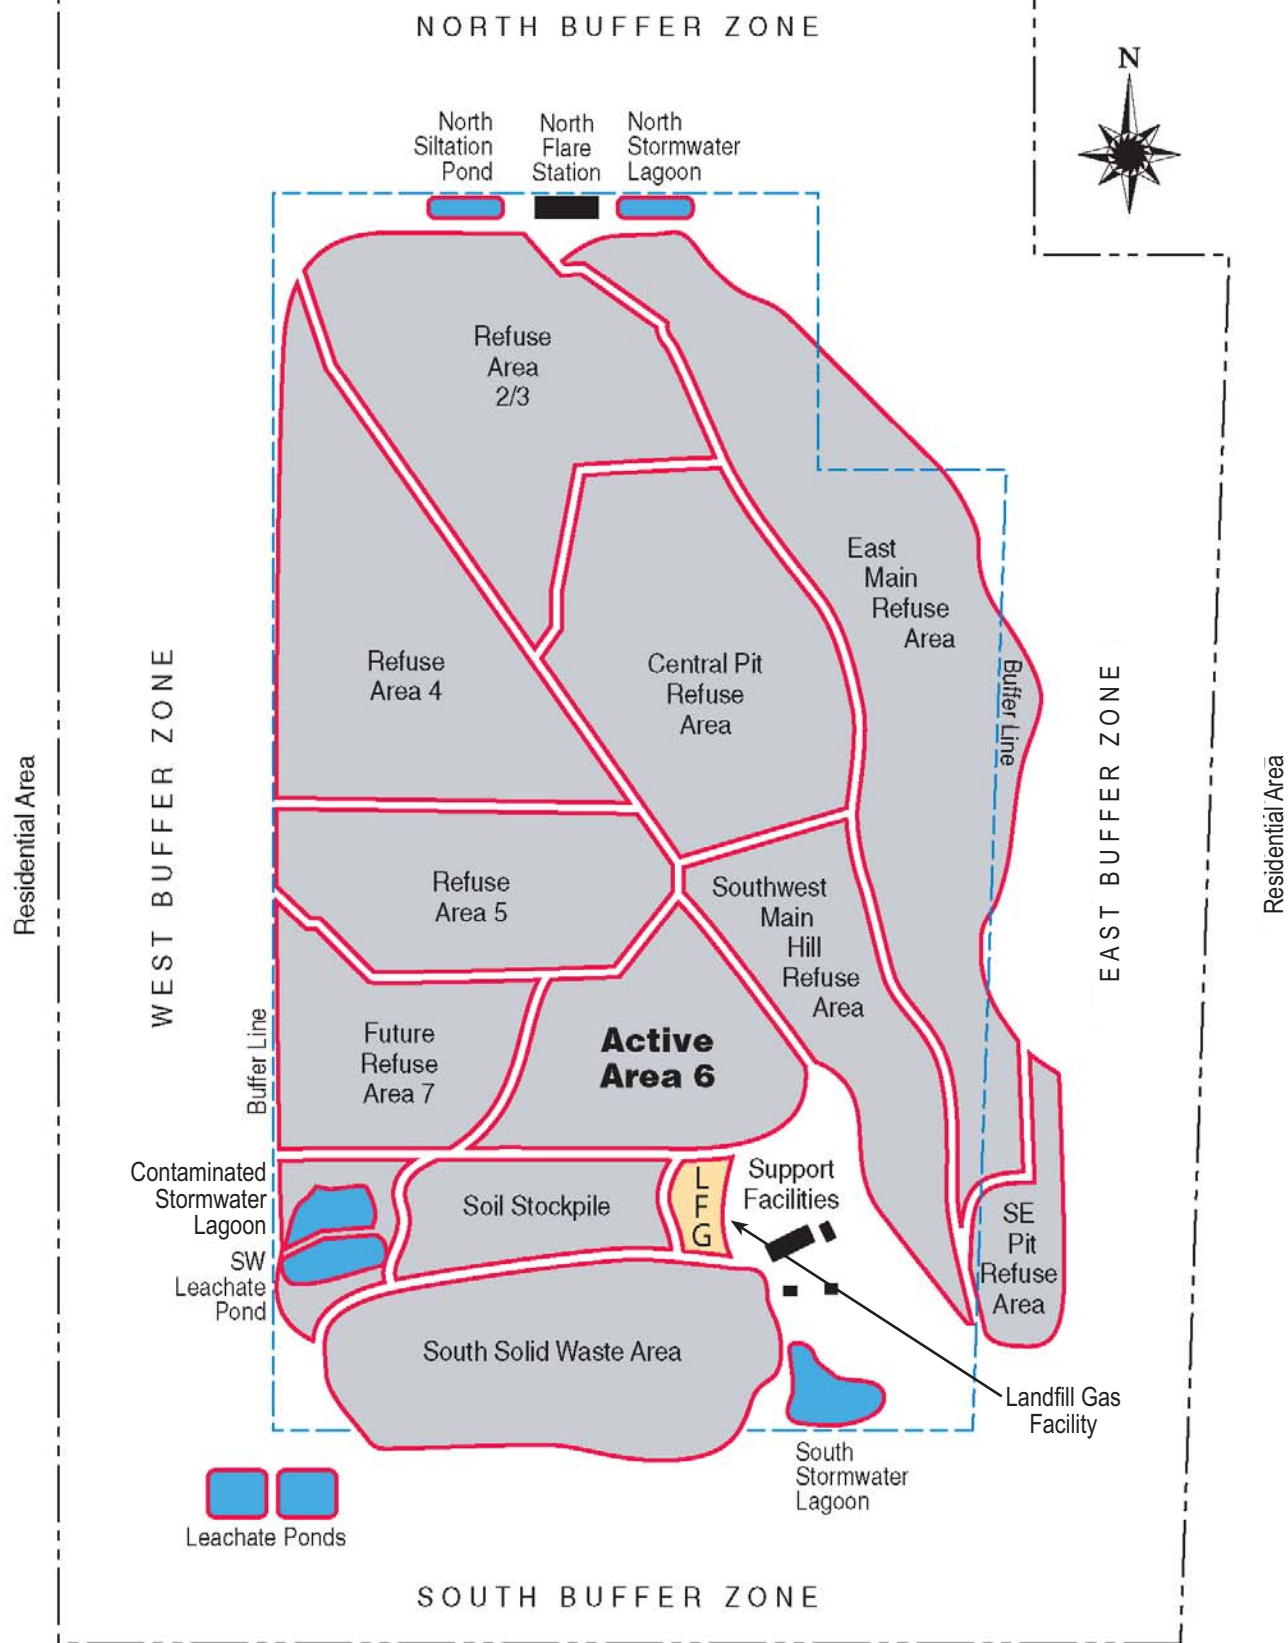 NORTH BUFFER ZONE
N
North
Siltation
Pond
North
Flare
Station
North
Stormwater
Lagoon
Refuse
Area
2/3
East
Main
Refuse
Area
Refuse
Area 4
Central Pit
Refuse
Area
Buffer Line
WEST BUFFER ZONE
EAST BUFFER ZONE
Residential Area
Residential Area
Refuse
Area 5
Southwest
Main
Hill
Refuse
Area
Buffer Line
Future
Refuse
Area 7
Active
Area 6
Contaminated
Stormwater
Lagoon
SW
Leachate
Pond
Soil Stockpile
L
F
G
Support
Facilities
SE
Pit
Refuse
Area
South Solid Waste Area
Landfill Gas
Facility
South
Stormwater
Lagoon
Leachate Ponds
SOUTH BUFFER ZONE